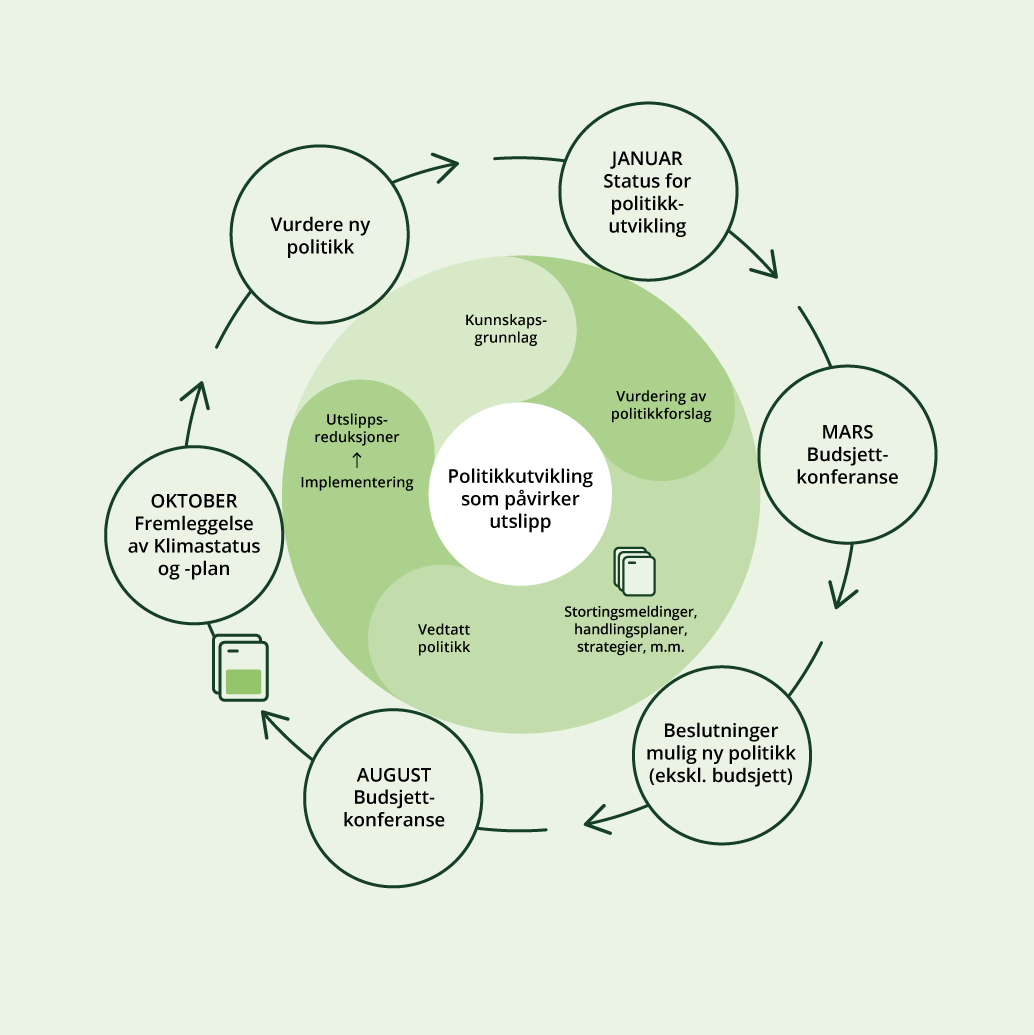 JANUAR
Status for
politikk-
utvikling
MARS
Budsjett-
konferanse
Beslutninger
mulig ny politikk
(ekskl. budsjett)
AUGUST
Budsjett-
konferanse
OKTOBER
Fremleggelse
av Klimastatus
og -plan
Vurdere ny
politikk
Kunnskaps-
grunnlag
Vurdering av
politikkforslag
Stortingsmeldinger,
handlingsplaner,
strategier, m.m.
Vedtatt
politikk
Utslipps-
reduksjoner
↑
Implementering
Politikkutvikling
som påvirker
utslipp